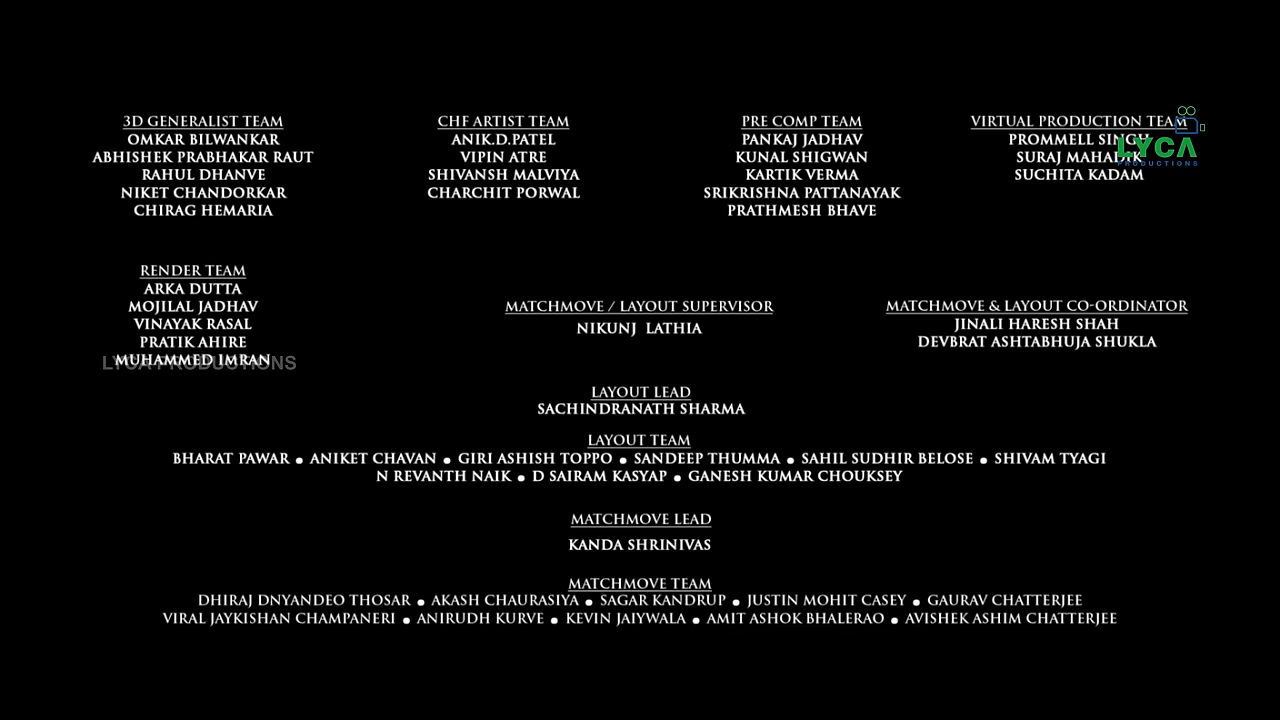 3D GENERALIST TEAM
OMKAR BILWANKAR
ABHISHEK PRABHAKAR RAUT
RAHUL DHANVE
NIKET CHANDORKAR
CHIRAG HEMARIA
CHF ARTIST TEAM
ANIK.D.PATEL
VIPIN ATRE
SHIVANSH MALVIYA
CHARCHIT PORWAL
PRE COMP TEAM
PANKAJ JADHAV
KUNAL SHIGWAN
KARTIK VERMA
SRIKRISHNA PATTANAYAK
PRATHMESH BHAVE
VIRTUAL PRODUCTION TEAM
PROMMELL SINGH
SURAJ MAHADIK
SUCHITA KADAM
LYCA
PRODUCTIONS
RENDER TEAM
ARKA DUTTA
MOJILAL JADHAV
VINAYAK RASAL
PRATIK AHIRE
MUHAMMED IMRAN
LYCA PRODUCTIONS
MATCHMOVE / LAYOUT SUPERVISOR
NIKUNJ LATHIA
MATCHMOVE & LAYOUT CO-ORDINATOR
JINALI HARESH SHAH
DEVBRAT ASHTABHUJA SHUKLA
LAYOUT LEAD
SACHINDRANATH SHARMA
LAYOUT TEAM
BHARAT PAWAR • ANIKET CHAVAN • GIRI ASHISH TOPPO • SANDEEP THUMMA • SAHIL SUDHIR BELOSE • SHIVAM TYAGI
N REVANTH NAIK • D SAIRAM KASYAP • GANESH KUMAR CHOUKSEY
MATCHMOVE LEAD
KANDA SHRINIVAS
MATCHMOVE TEAM
DHIRAJ DNYANDEO THOSAR • AKASH CHAURASIYA • SAGAR KANDRUP • JUSTIN MOHIT CASEY • GAURAV CHATTERJEE
VIRAL JAYKISHAN CHAMPANERI • ANIRUDH KURVE • KEVIN JAIYWALA • AMIT ASHOK BHALERAO • AVISHEK ASHIM CHATTERJEE